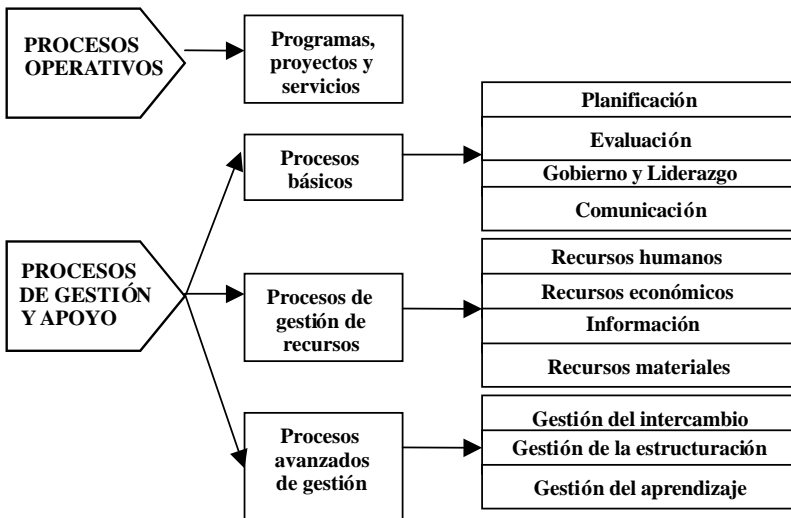 PROCESOS
OPERATIVOS
Programas,
proyectos y
servicios
PROCESOS
DE GESTIÓN
Y APOYO
Procesos
básicos
Planificación
Evaluación
Gobierno y Liderazgo
Comunicación
Procesos de
gestión de
recursos
Recursos humanos
Recursos económicos
Información
Recursos materiales
Procesos
avanzados
de gestión
Gestión del intercambio
Gestión de la estructuración
Gestión del aprendizaje